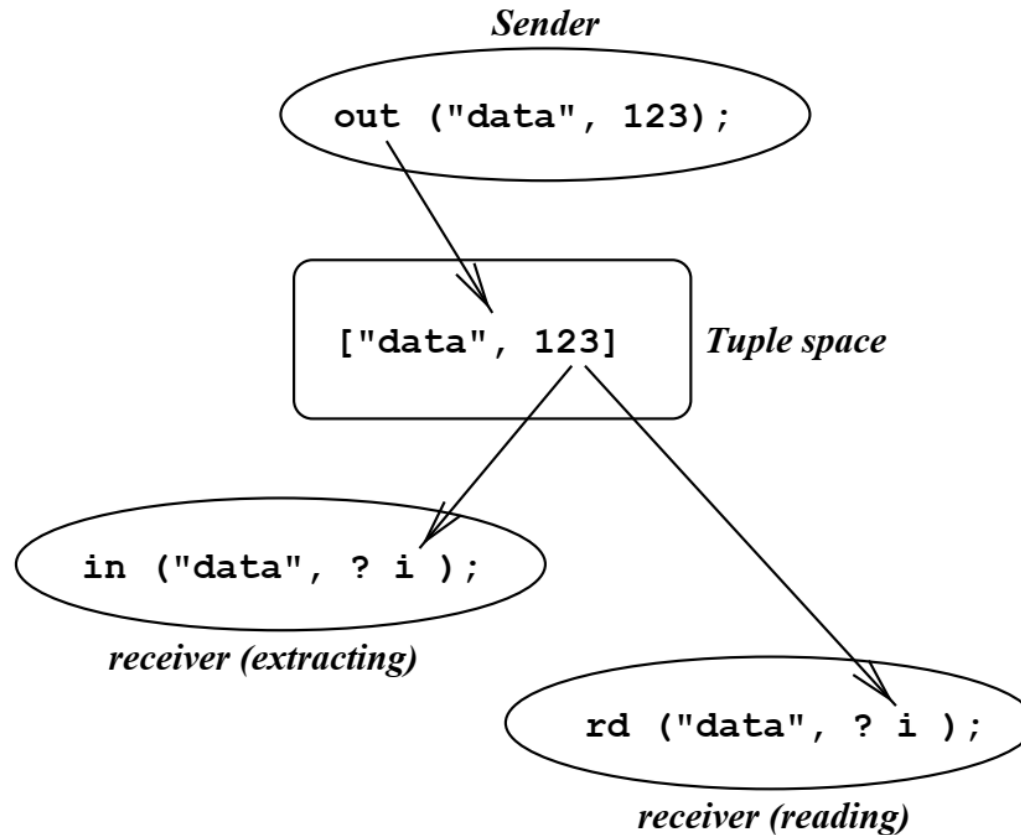 Sender
out ("data", 123);
["data", 123]
Tuple space
in ("data", ? i );
receiver (extracting)
rd ("data", ? i );
receiver (reading)